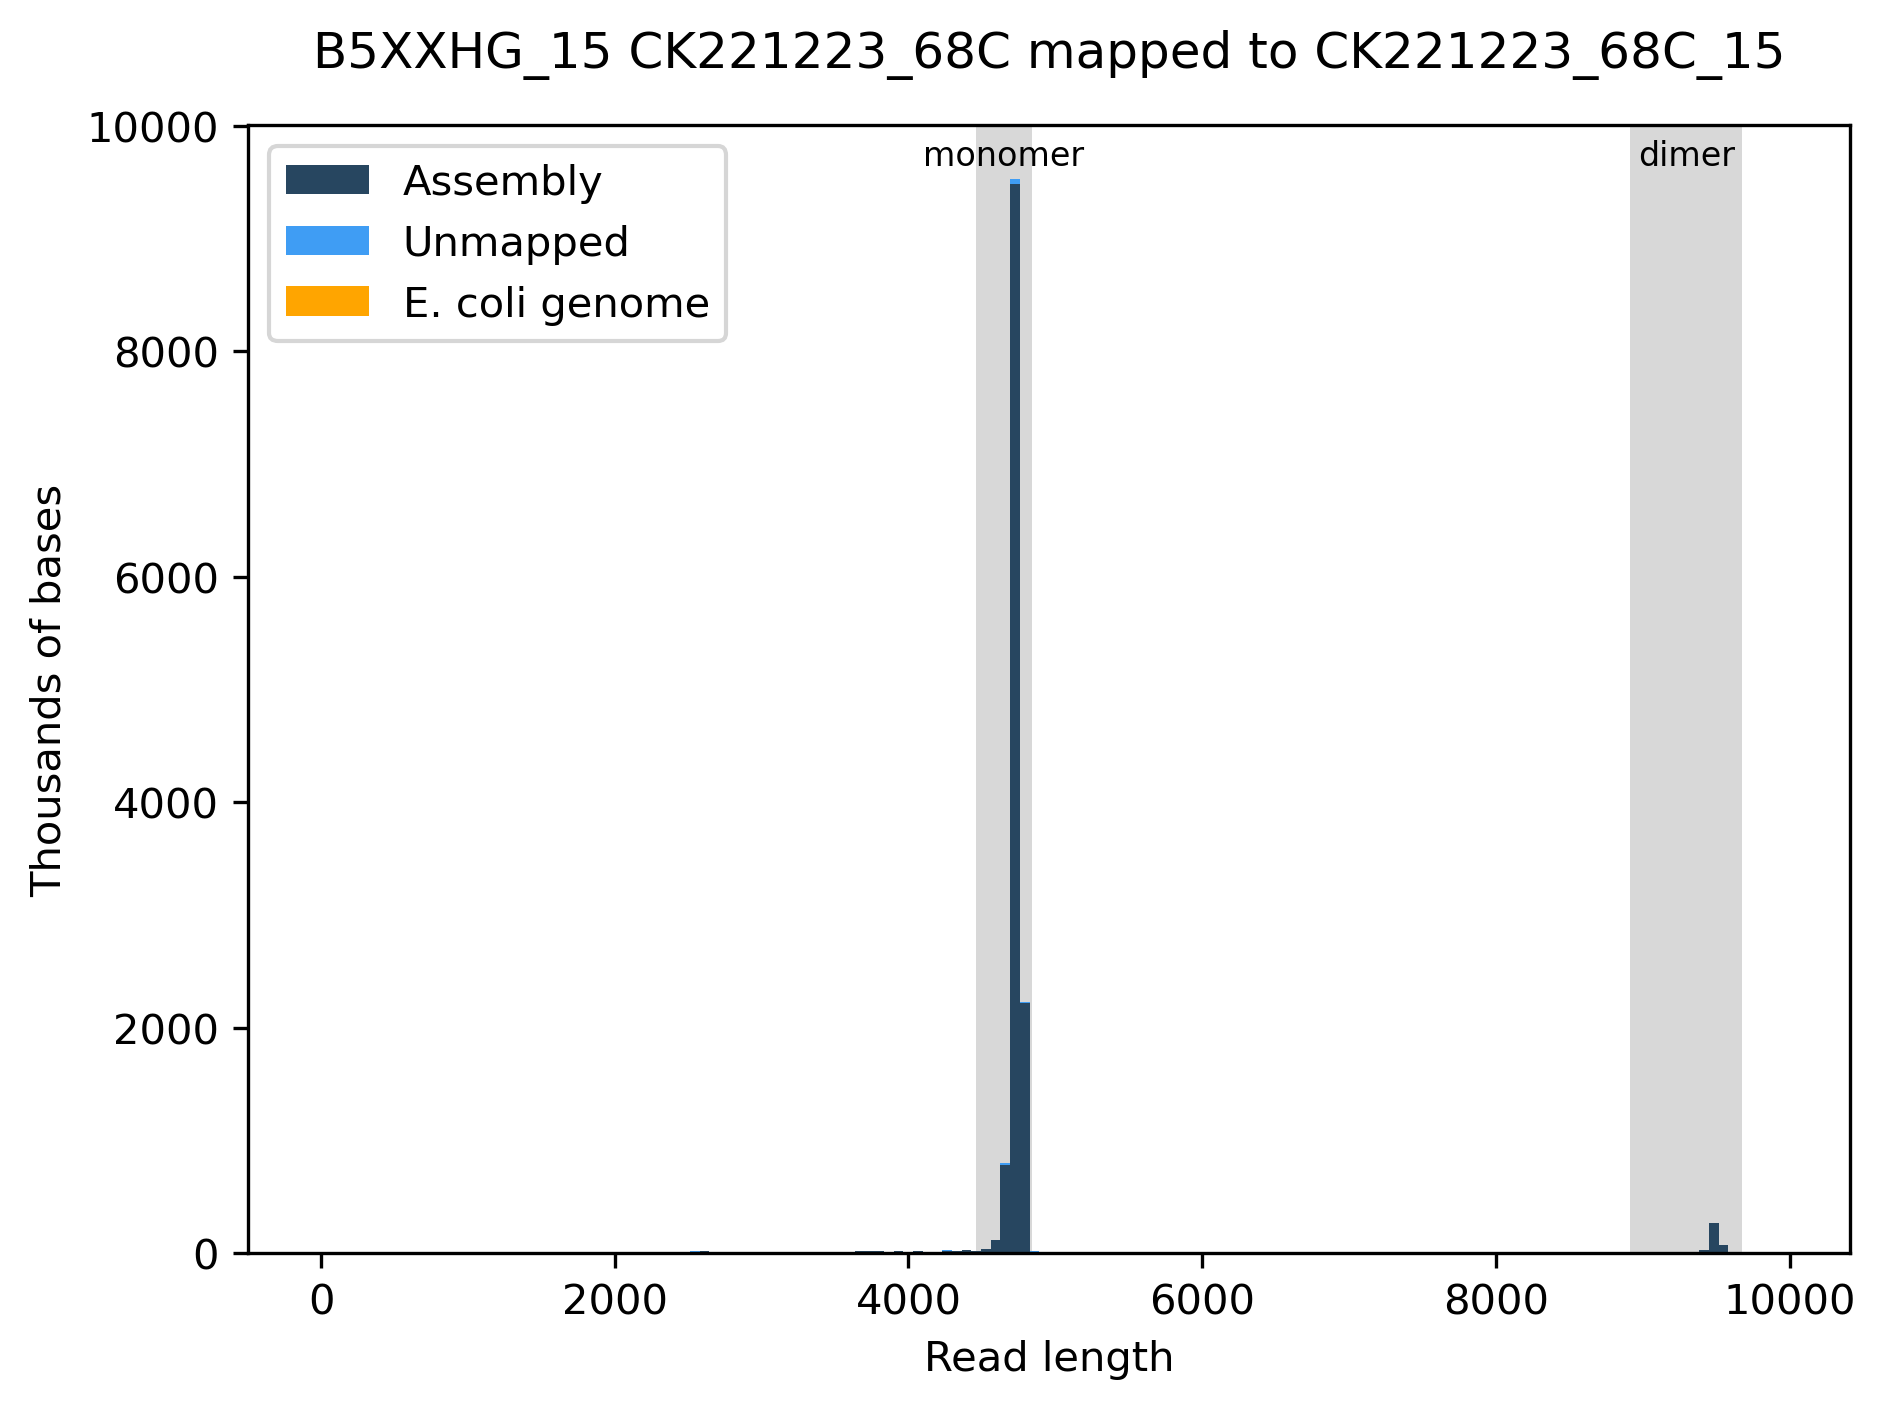 B5XXHG_15 CK221223_68C mapped to CK221223_68C_15
10000
8000
6000
4000
2000
0
Thousands of bases
Assembly
Unmapped
E. coli genome
monomer
dimer
0 2000 4000 6000 8000 10000
Read length